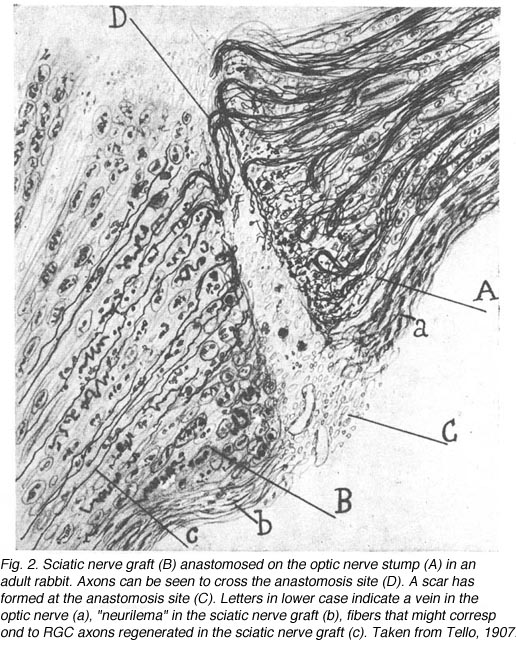 D
A
a
C
B
b
c
Fig. 2. Sciatic nerve graft (B) anastomosed on the optic nerve stump (A) in an
adult rabbit. Axons can be seen to cross the anastomosis site (D). A scar has
formed at the anastomosis site (C). Letters in lower case indicate a vein in the
optic nerve (a), "neurilema" in the sciatic nerve graft (b), fibers that might corresp
ond to RGC axons regenerated in the sciatic nerve graft (c). Taken from Tello, 1907